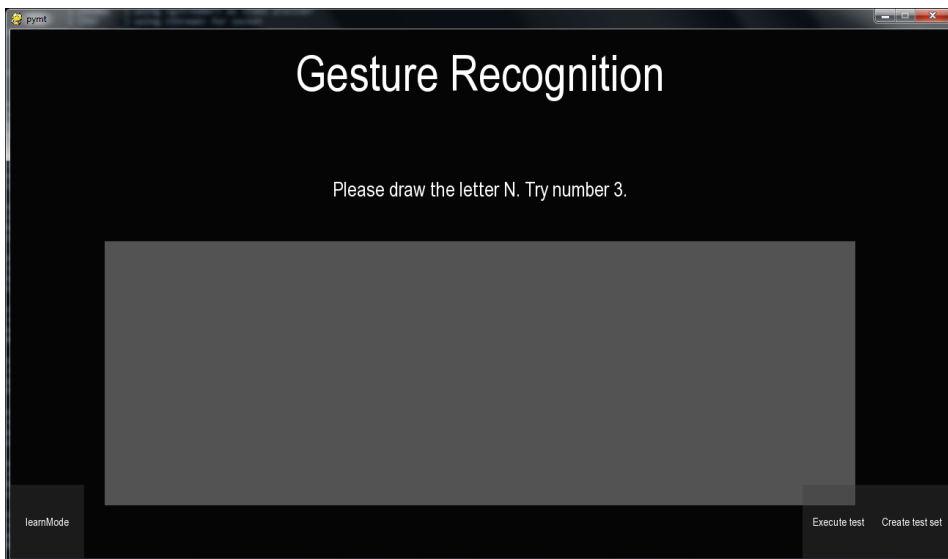 pymt
Gesture Recognition
Please draw the letter N. Try number 3.
learnMode
Execute test
Create test set